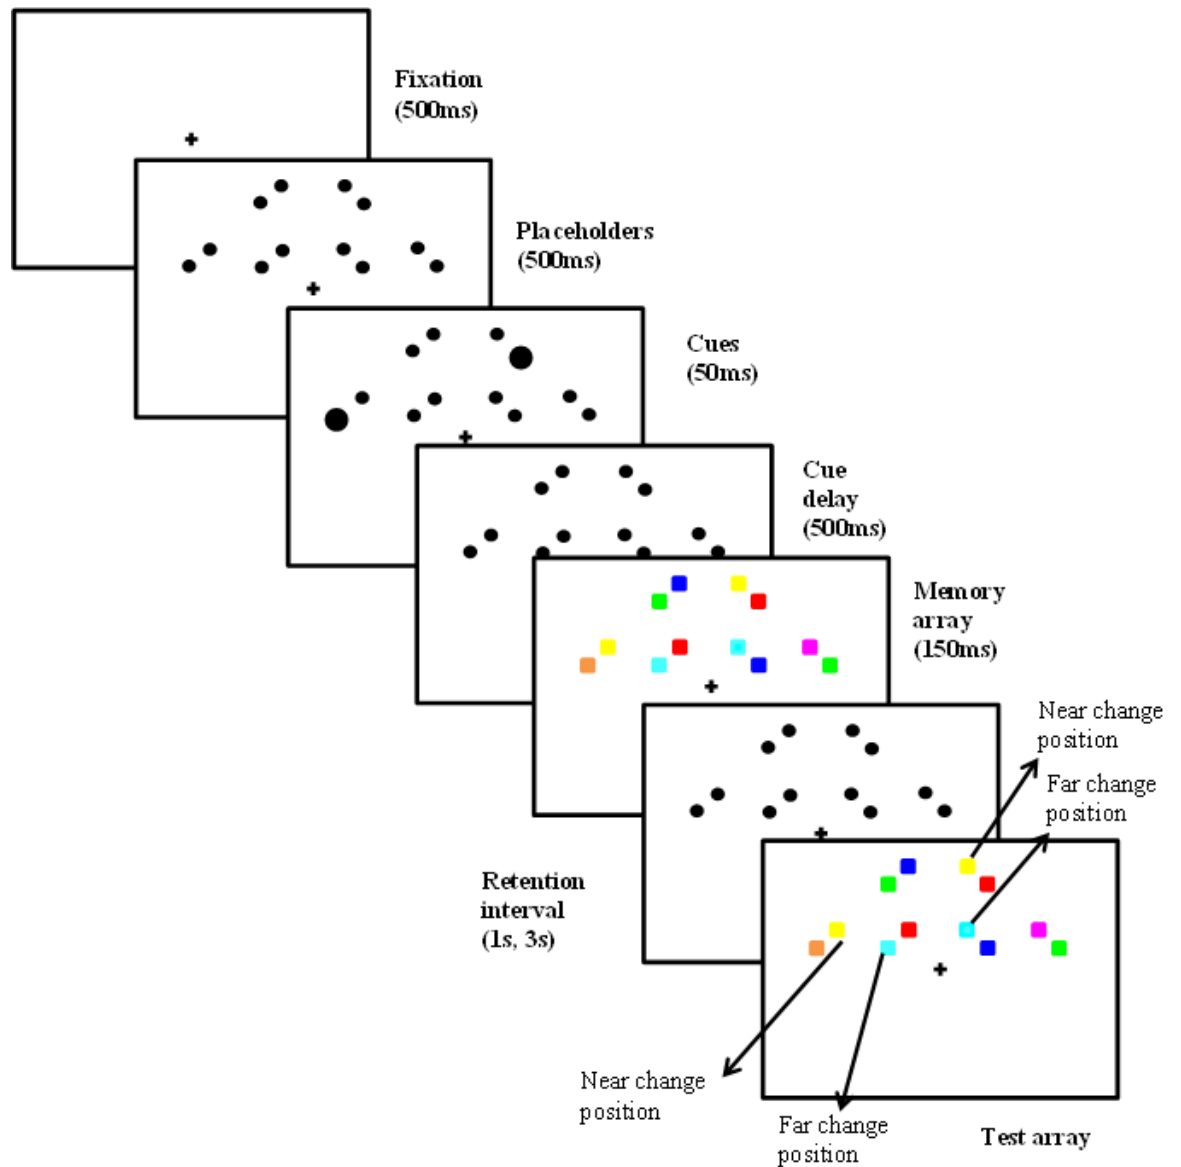 Fixation
(500ms)
Placeholders
(500ms)
Cues
(50ms)
Cue
delay
(500ms)
Memory
array
(150ms)
Near change
position
Far change
position
Retention
interval
(1s, 3s)
Near change
position
Far change
position
Test array